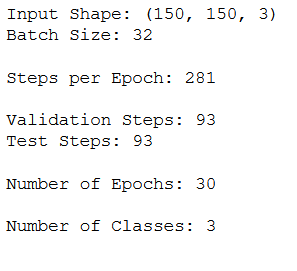 Input Shape: (150, 150, 3)
Batch Size: 32
Steps per Epoch: 281
Validation Steps: 93
Test Steps: 93
Number of Epochs: 30
Number of Classes: 3